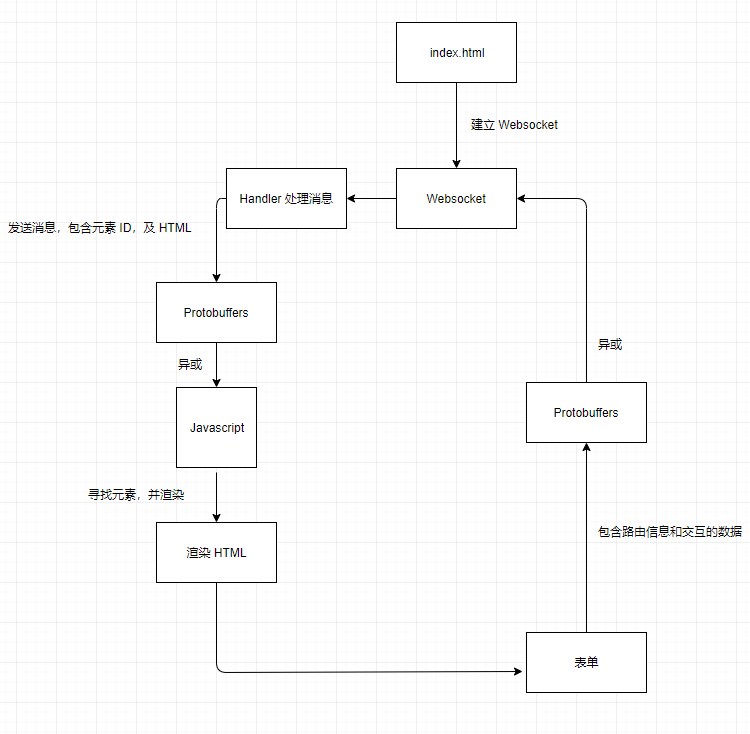 index.html
建立 Websocket
Handler 处理消息
Websocket
发送消息，包含元素 ID，及 HTML
Protobuffers
异或
异或
Javascript
Protobuffers
寻找元素，并渲染
包含路由信息和交互的数据
渲染 HTML
表单